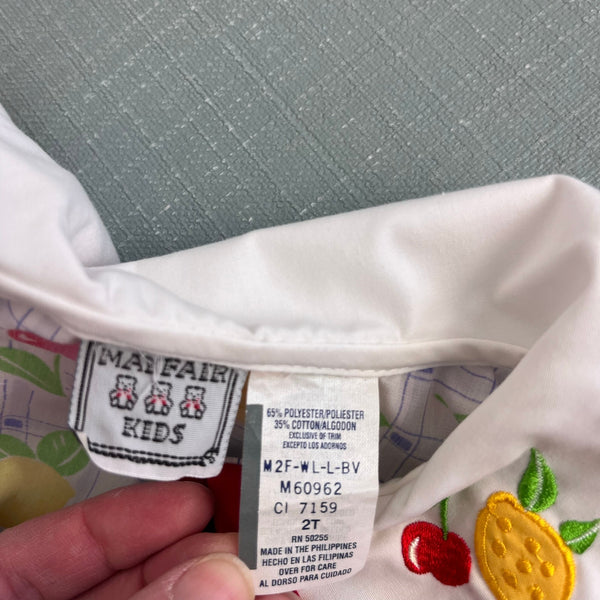 MAYFAIR
KIDS
65% POLYESTER/POLIESTER
35% COTTON/ALGODON
EXCLUSIVE OF TRIM
EXCEPTO LOS ADORNOS
M2F-WL-L-BV
M60962
CI 7159
2T
RN 50255
MADE IN THE PHILIPPINES
HECHO EN LAS FILIPINAS
OVER FOR CARE
AL DORSO PARA CUIDADO